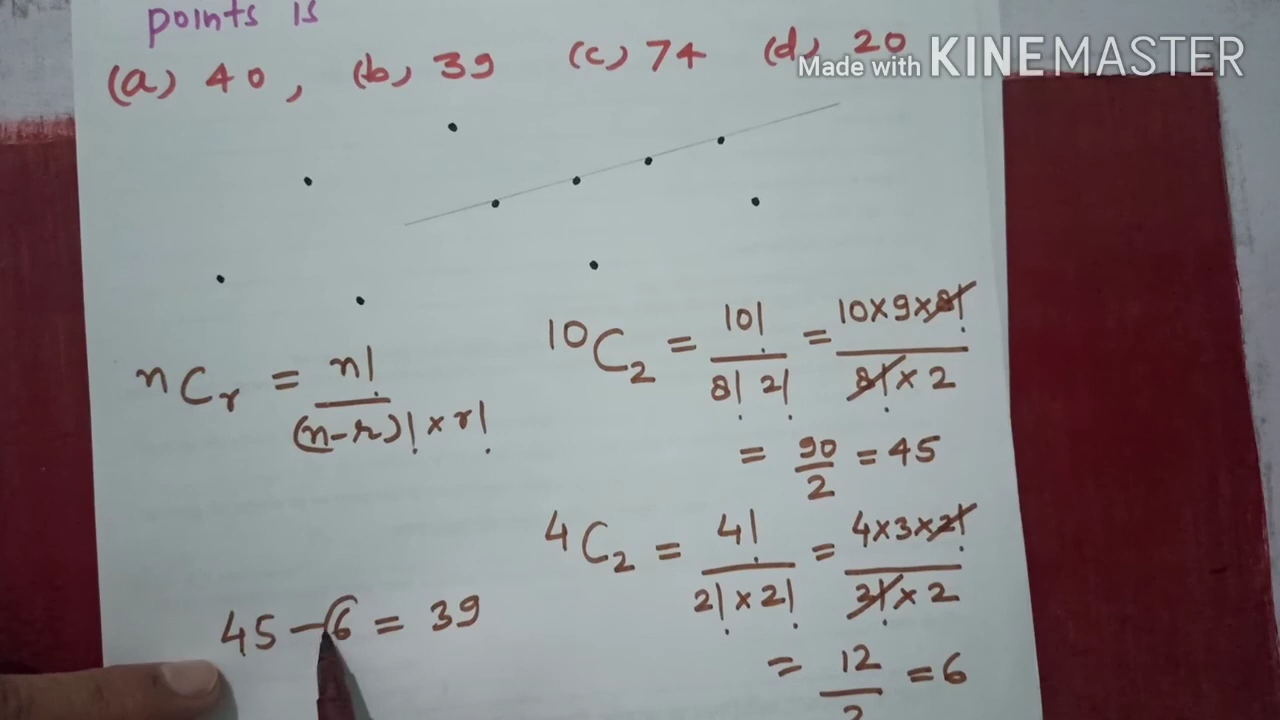 points is
(a) 40, (b) 39 (c) 74 (d) 20
Made with KINEMASTER
nCr = n! / (n-r)! × r!
10C2 = 10! / 8! 2! = 10×9×8! / 8!×2
= 90/2 = 45
4C2 = 4! / 2!×2! = 4×3×2! / 2!×2
= 12/2 = 6
45 - 6 = 39